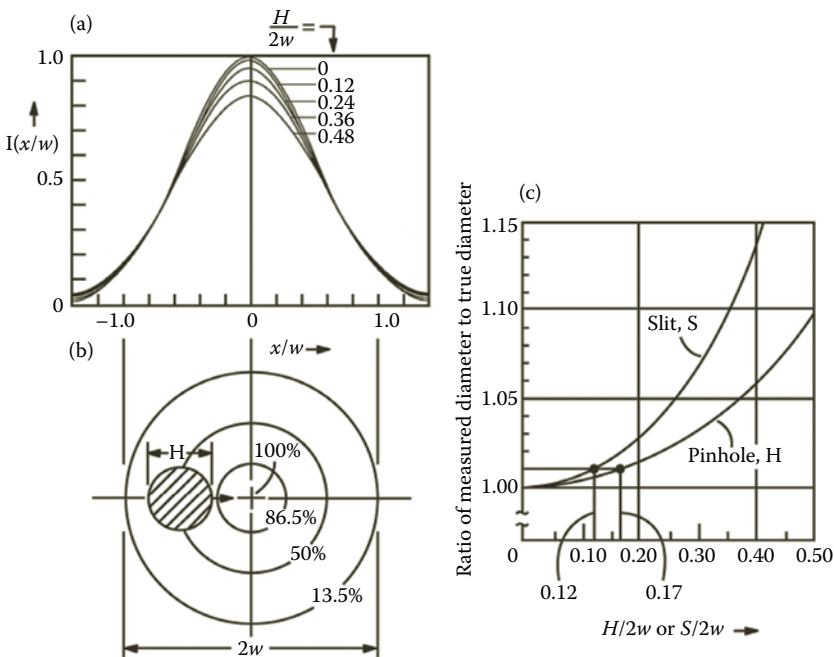 (a)
H/2w =
1.0
0.5
0
I(x/w)
0
0.12
0.24
0.36
0.48
−1.0
0
1.0
x/w
(b)
H
100%
86.5%
50%
13.5%
2w
(c)
Ratio of measured diameter to true diameter
1.15
1.10
1.05
1.00
Slit, S
Pinhole, H
0
0.10
0.20
0.30
0.40
0.50
0.12
0.17
H/2w or S/2w